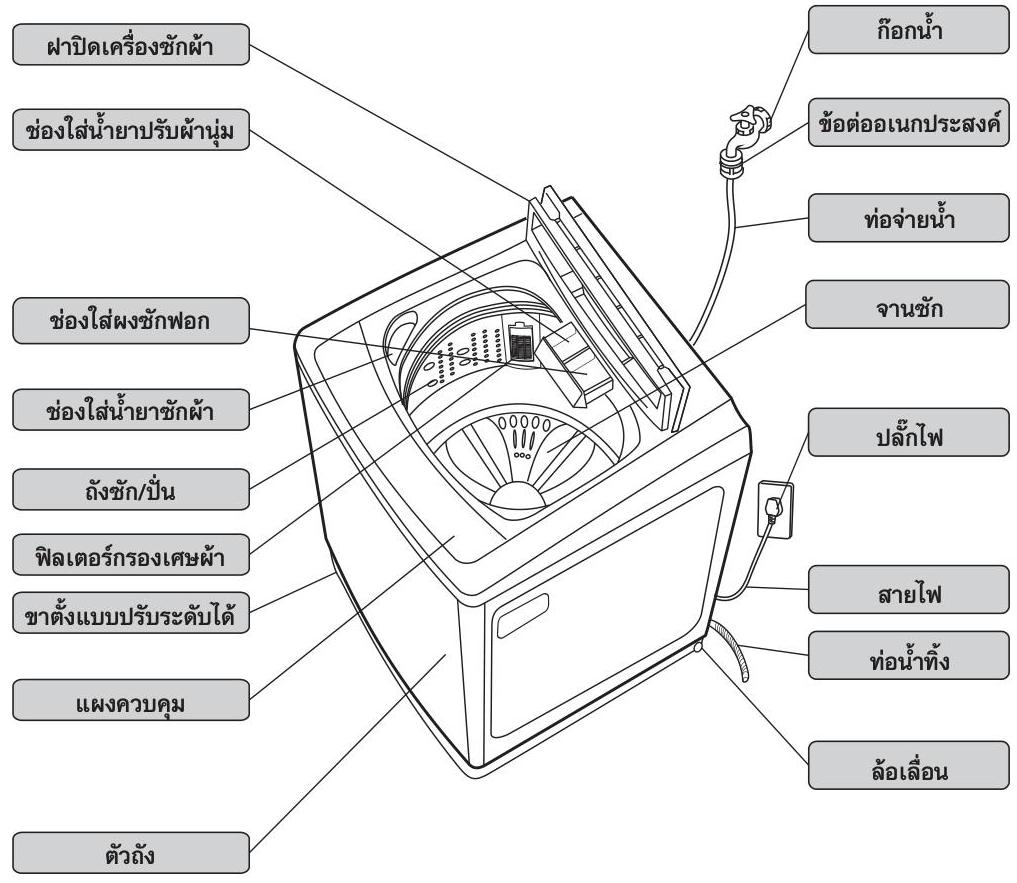 ฝาปิดเครื่องซักผ้า
ช่องใส่น้ำยาปรับผ้านุ่ม
ช่องใส่ผงซักฟอก
ช่องใส่น้ำยาซักผ้า
ถังซัก/ปั่น
ฟิลเตอร์กรองเศษผ้า
ขาตั้งแบบปรับระดับได้
แผงควบคุม
ตัวถัง
ก๊อกน้ำ
ข้อต่ออเนกประสงค์
ท่อจ่ายน้ำ
จานซัก
ปลั๊กไฟ
สายไฟ
ท่อน้ำทิ้ง
ล้อเลื่อน